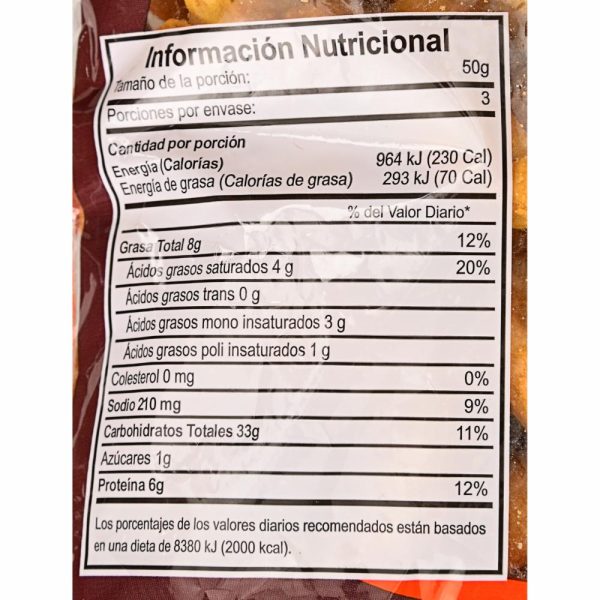 Información Nutricional
Tamaño de la porción: 50g
Porciones por envase: 3
Cantidad por porción
Energía (Calorías) 964 kJ (230 Cal)
Energía de grasa (Calorías de grasa) 293 kJ (70 Cal)
% del Valor Diario*
Grasa Total 8g 12%
Ácidos grasos saturados 4 g 20%
Ácidos grasos trans 0 g
Ácidos grasos mono insaturados 3 g
Ácidos grasos poli insaturados 1 g
Colesterol 0 mg 0%
Sodio 210 mg 9%
Carbohidratos Totales 33g 11%
Azúcares 1g
Proteína 6g 12%
Los porcentajes de los valores diarios recomendados están basados
en una dieta de 8380 kJ (2000 kcal).